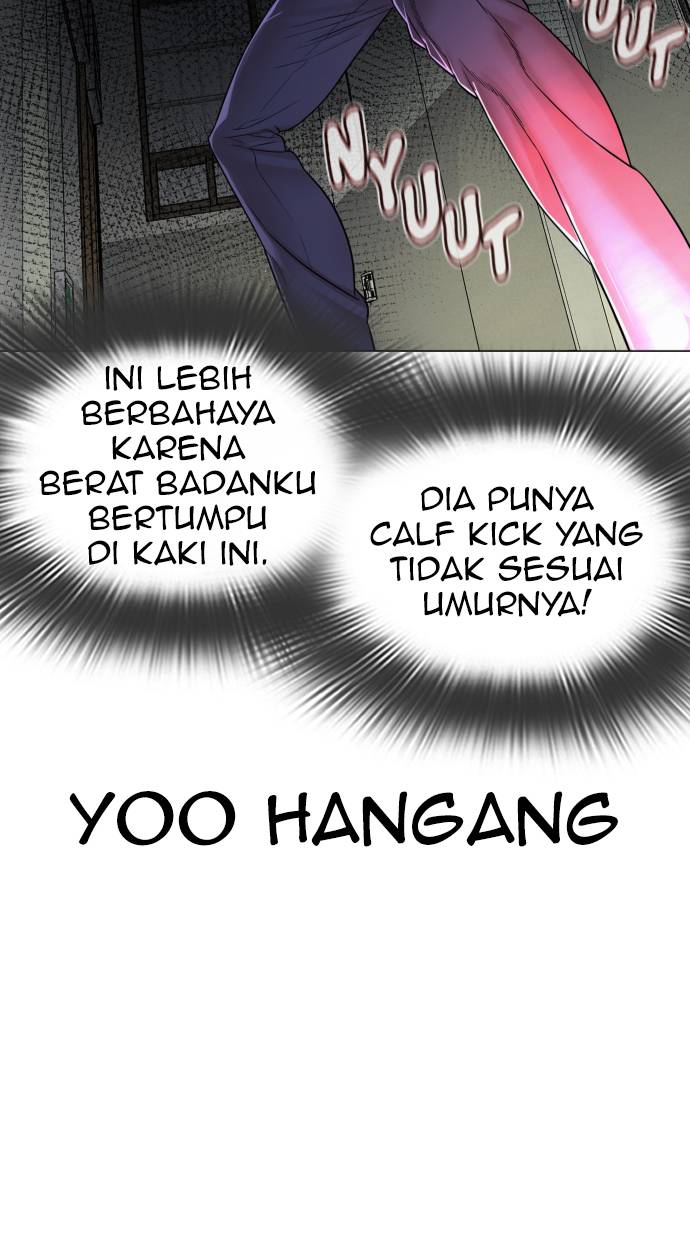 UUT
NYUUT
INI LEBIH
BERBAHAYA
KARENA
BERAT BADANKU
BERTUMPU
DI KAKI INI.
DIA PUNYA
CALF KICK YANG
TIDAK SESUAI
UMURNYA!
YOO HANGANG